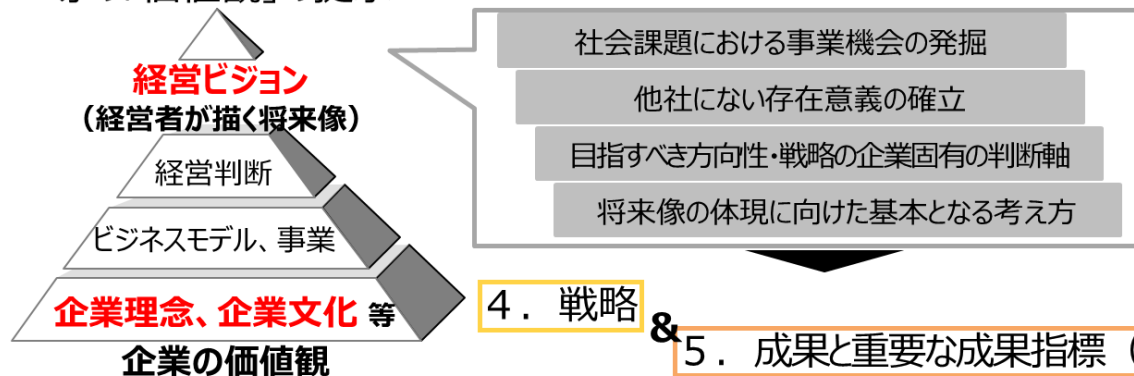 経営ビジョン
（経営者が描く将来像）
経営判断
ビジネスモデル、事業
企業理念、企業文化 等
企業の価値観
社会課題における事業機会の発掘
他社にない存在意義の確立
目指すべき方向性・戦略の企業固有の判断軸
将来像の体現に向けた基本となる考え方
４．戦略
&
５．成果と重要な成果指標（